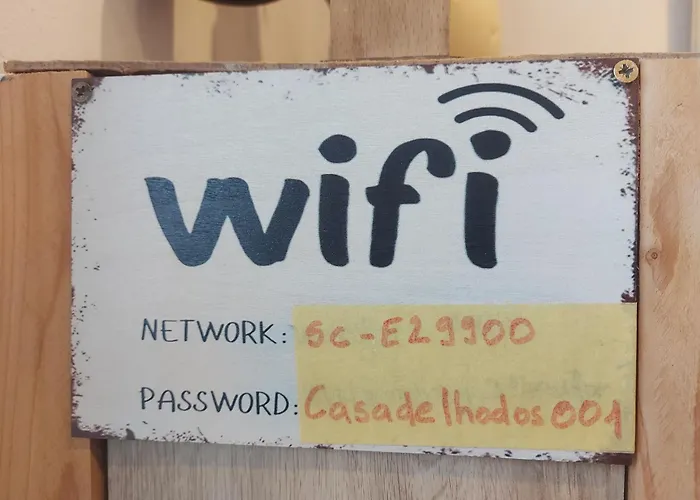 wifi
NETWORK: SC-E29900
PASSWORD: Casadelhodos001